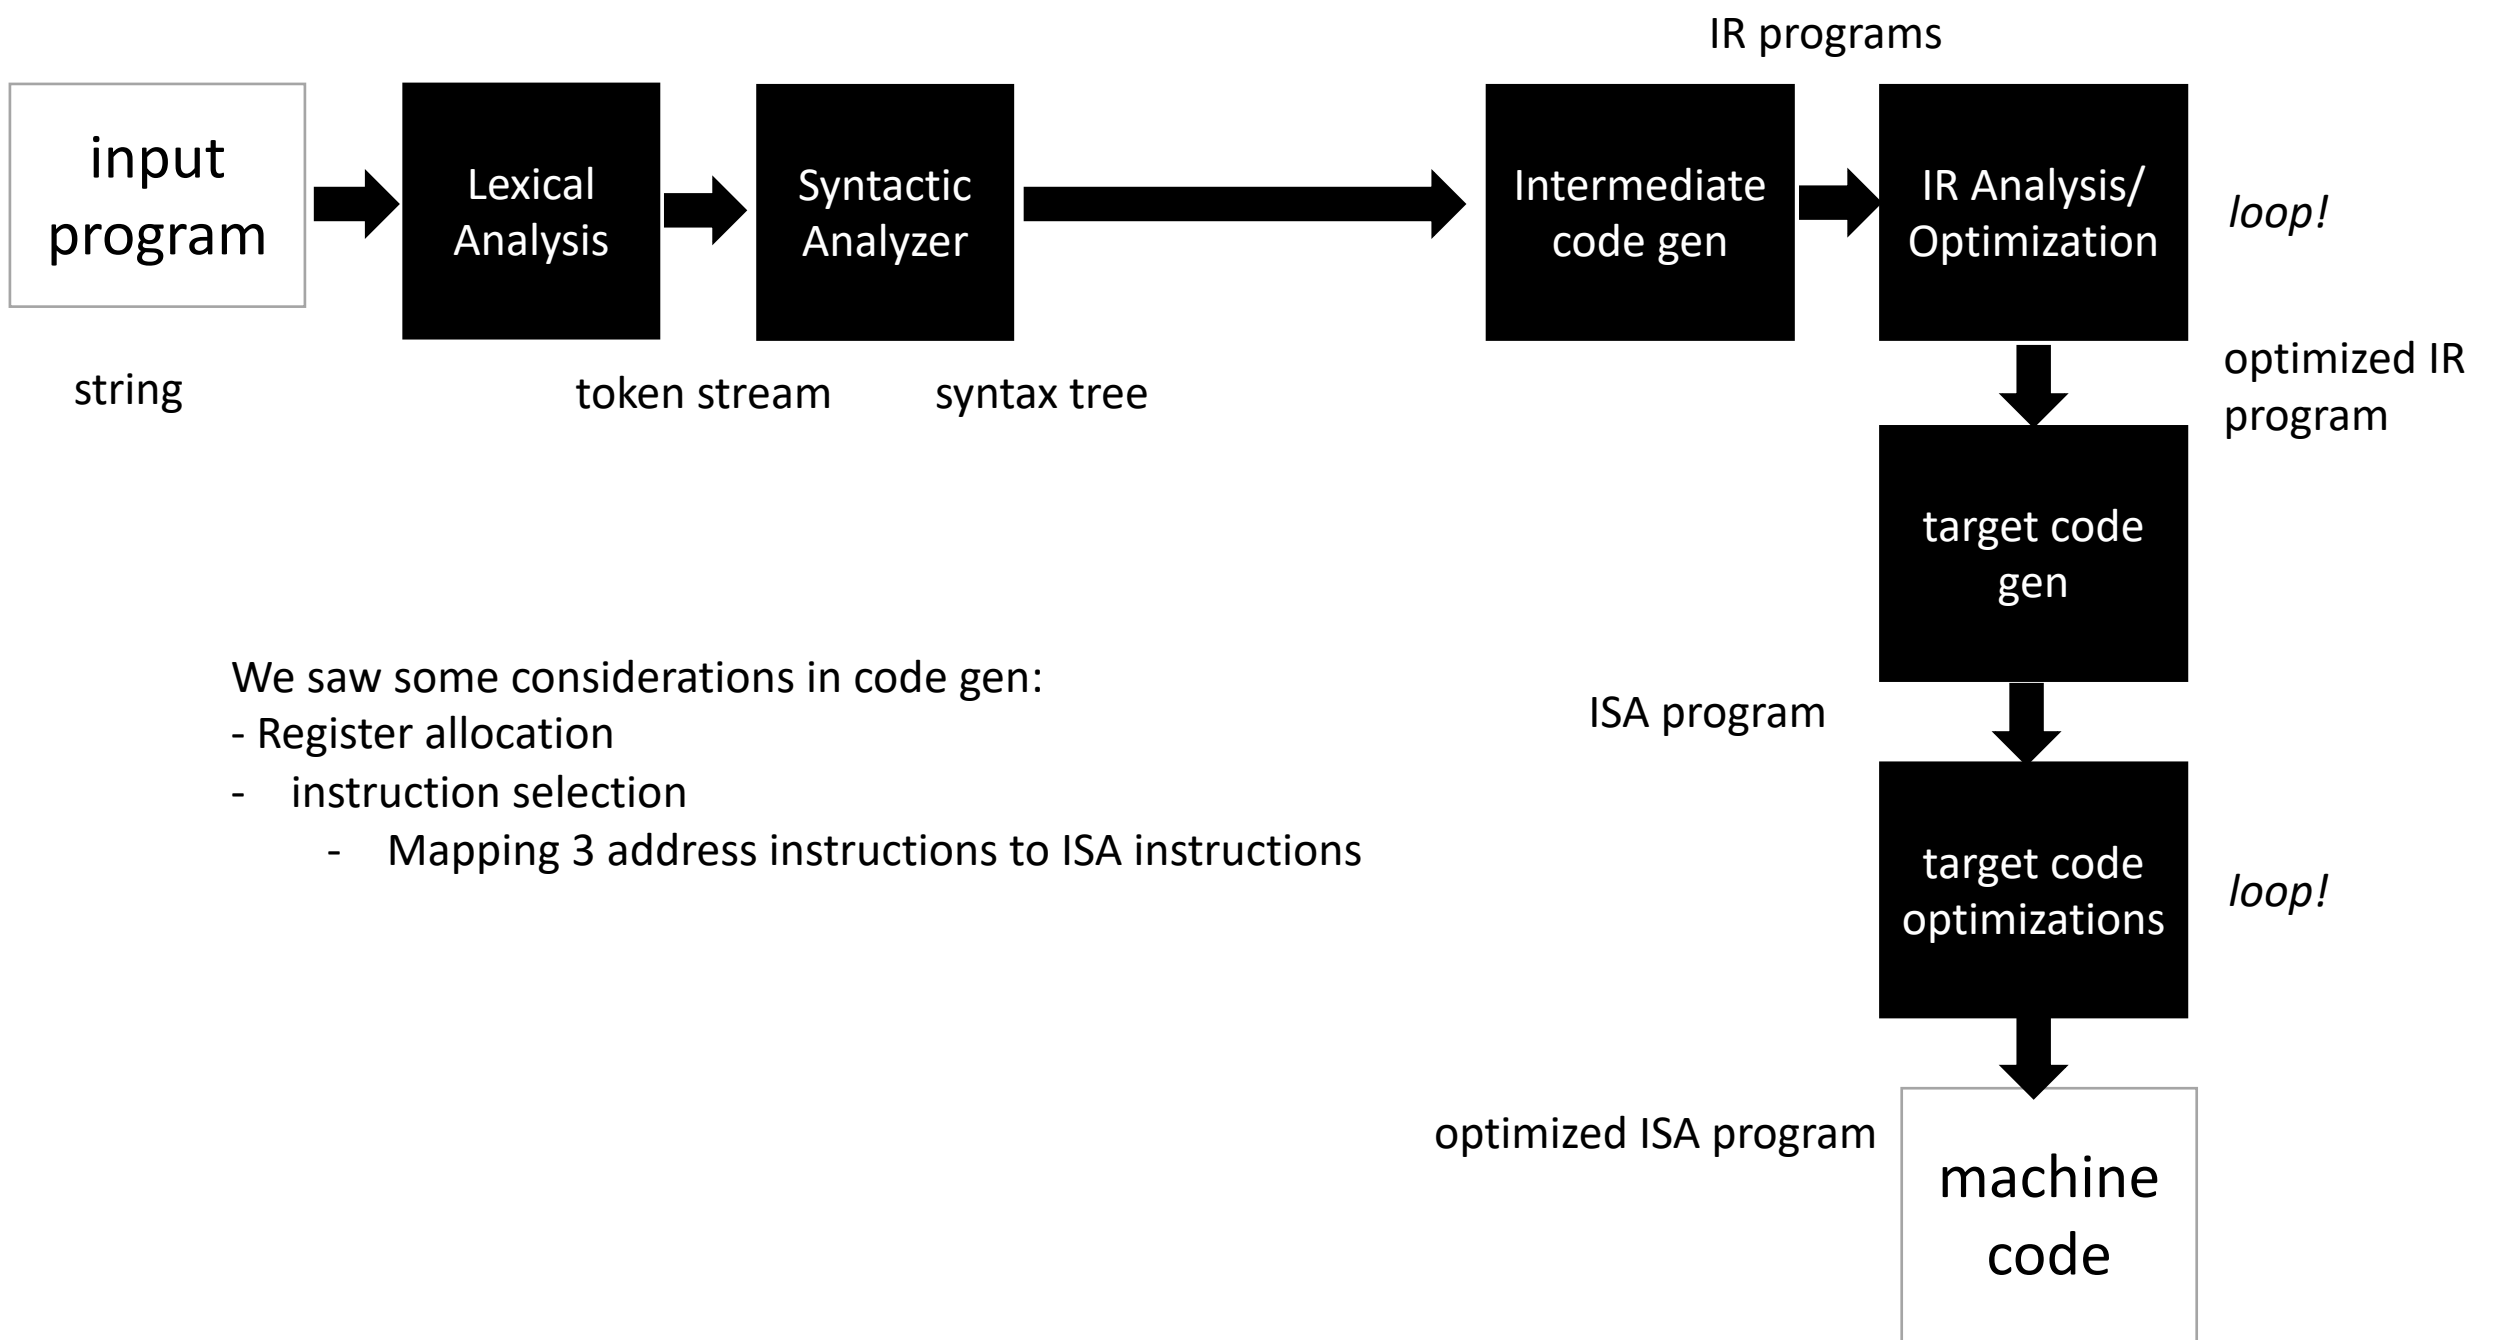 IR programs
input
program
Lexical
Analysis
Syntactic
Analyzer
Intermediate
code gen
IR Analysis/
Optimization
loop!
string
token stream
syntax tree
optimized IR
program
target code
gen
We saw some considerations in code gen:
- Register allocation
- instruction selection
- Mapping 3 address instructions to ISA instructions
ISA program
target code
optimizations
loop!
optimized ISA program
machine
code